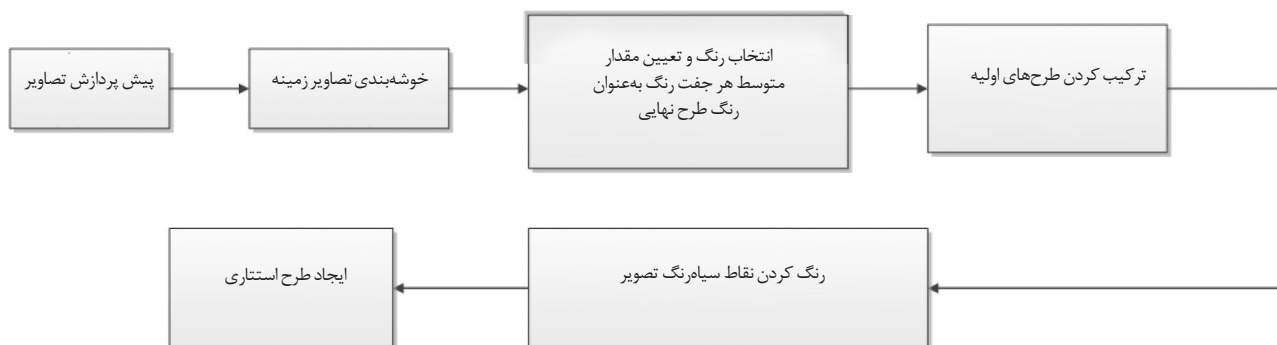 پیش پردازش تصاویر
خوشه‌بندی تصاویر زمینه
انتخاب رنگ و تعیین مقدار
متوسط هر جفت رنگ به‌عنوان
رنگ طرح نهایی
ترکیب کردن طرح‌های اولیه
رنگ کردن نقاط سیاه‌رنگ تصویر
ایجاد طرح استتاری